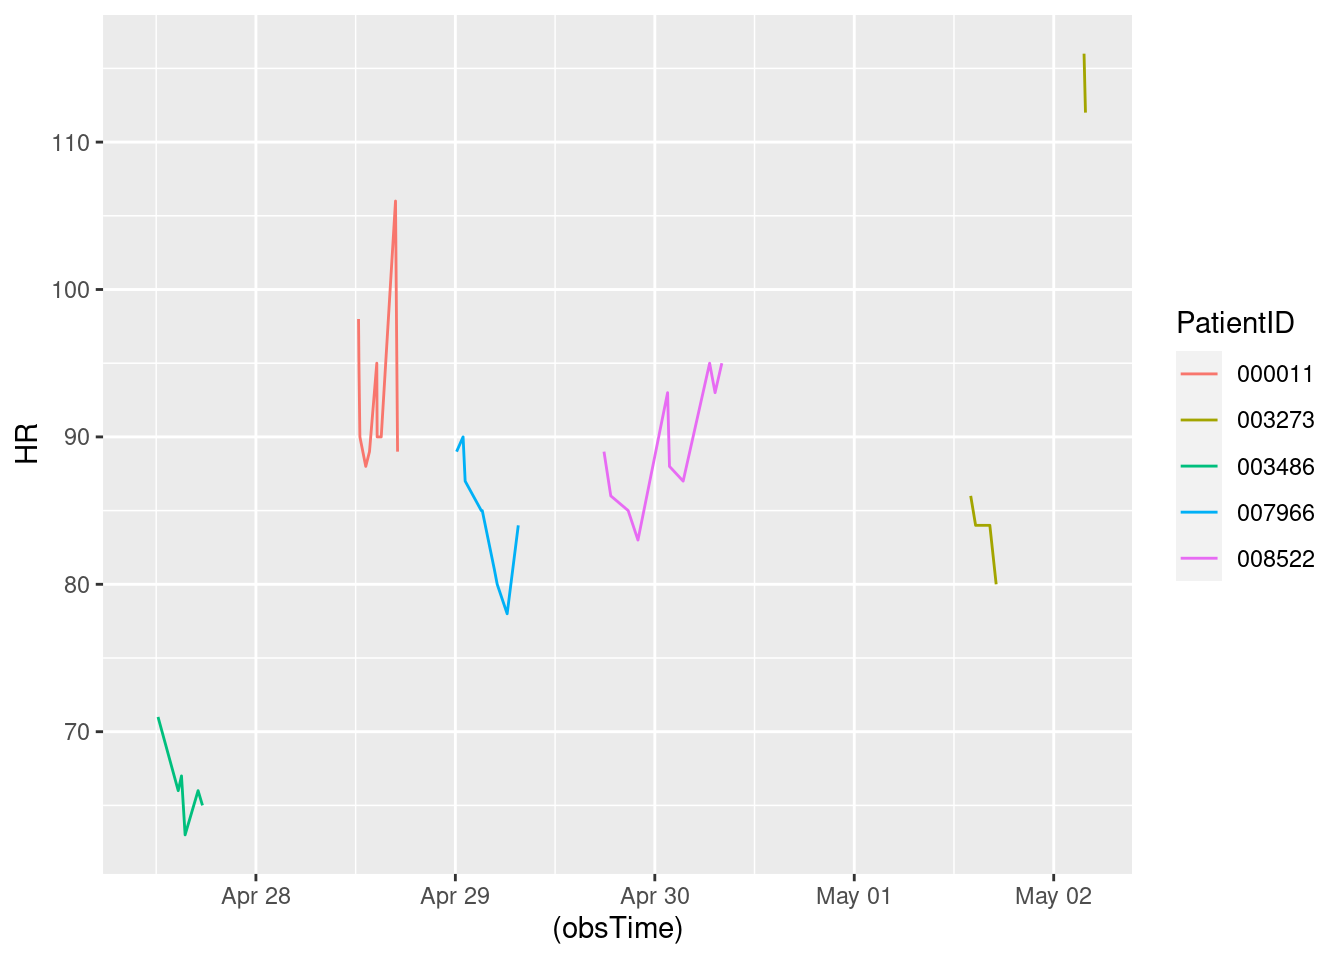 HR
110
100
90
80
70
Apr 28
Apr 29
Apr 30
May 01
May 02
(obsTime)
PatientID
000011
003273
003486
007966
008522